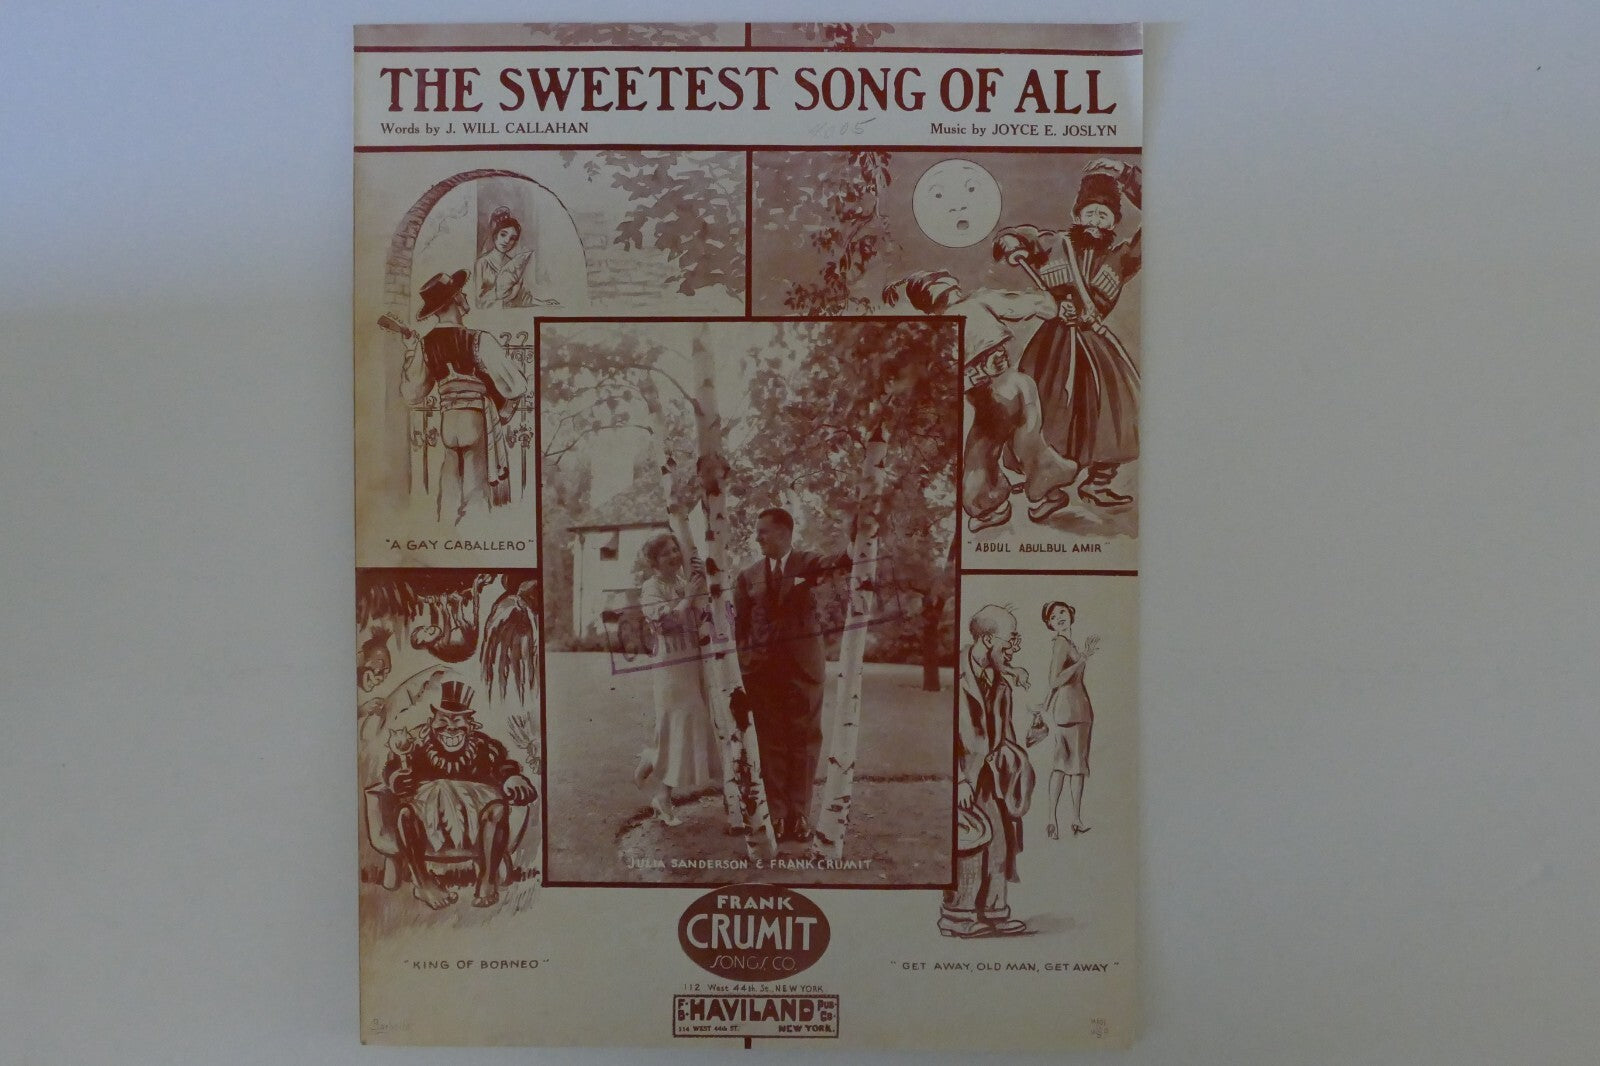 THE SWEETEST SONG OF ALL
Words by J. WILL CALLAHAN
Music by JOYCE E. JOSLYN
"A GAY CABALLERO"
"ABDUL ABULBUL AMIR"
JULIA SANDERSON & FRANK CRUMIT
"KING OF BORNEO"
"GET AWAY, OLD MAN, GET AWAY"
FRANK
CRUMIT
SONGS CO.
112 West 44th. St., NEW YORK
F. B. HAVILAND PUB. CO.
114 WEST 44th ST. NEW YORK.